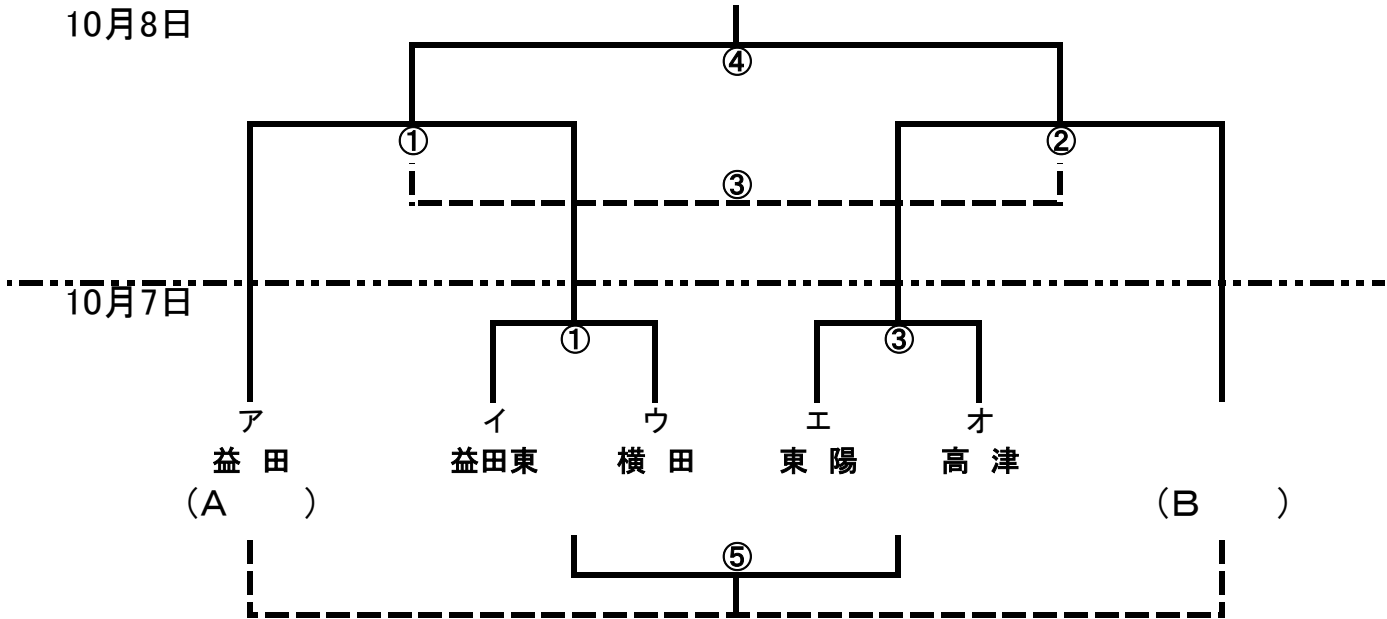 10月8日
④
① ②
③
10月7日
① ③
ア イ ウ エ オ
益 田 益田東 横 田 東 陽 高 津
（A　　　） （B　　　）
⑤